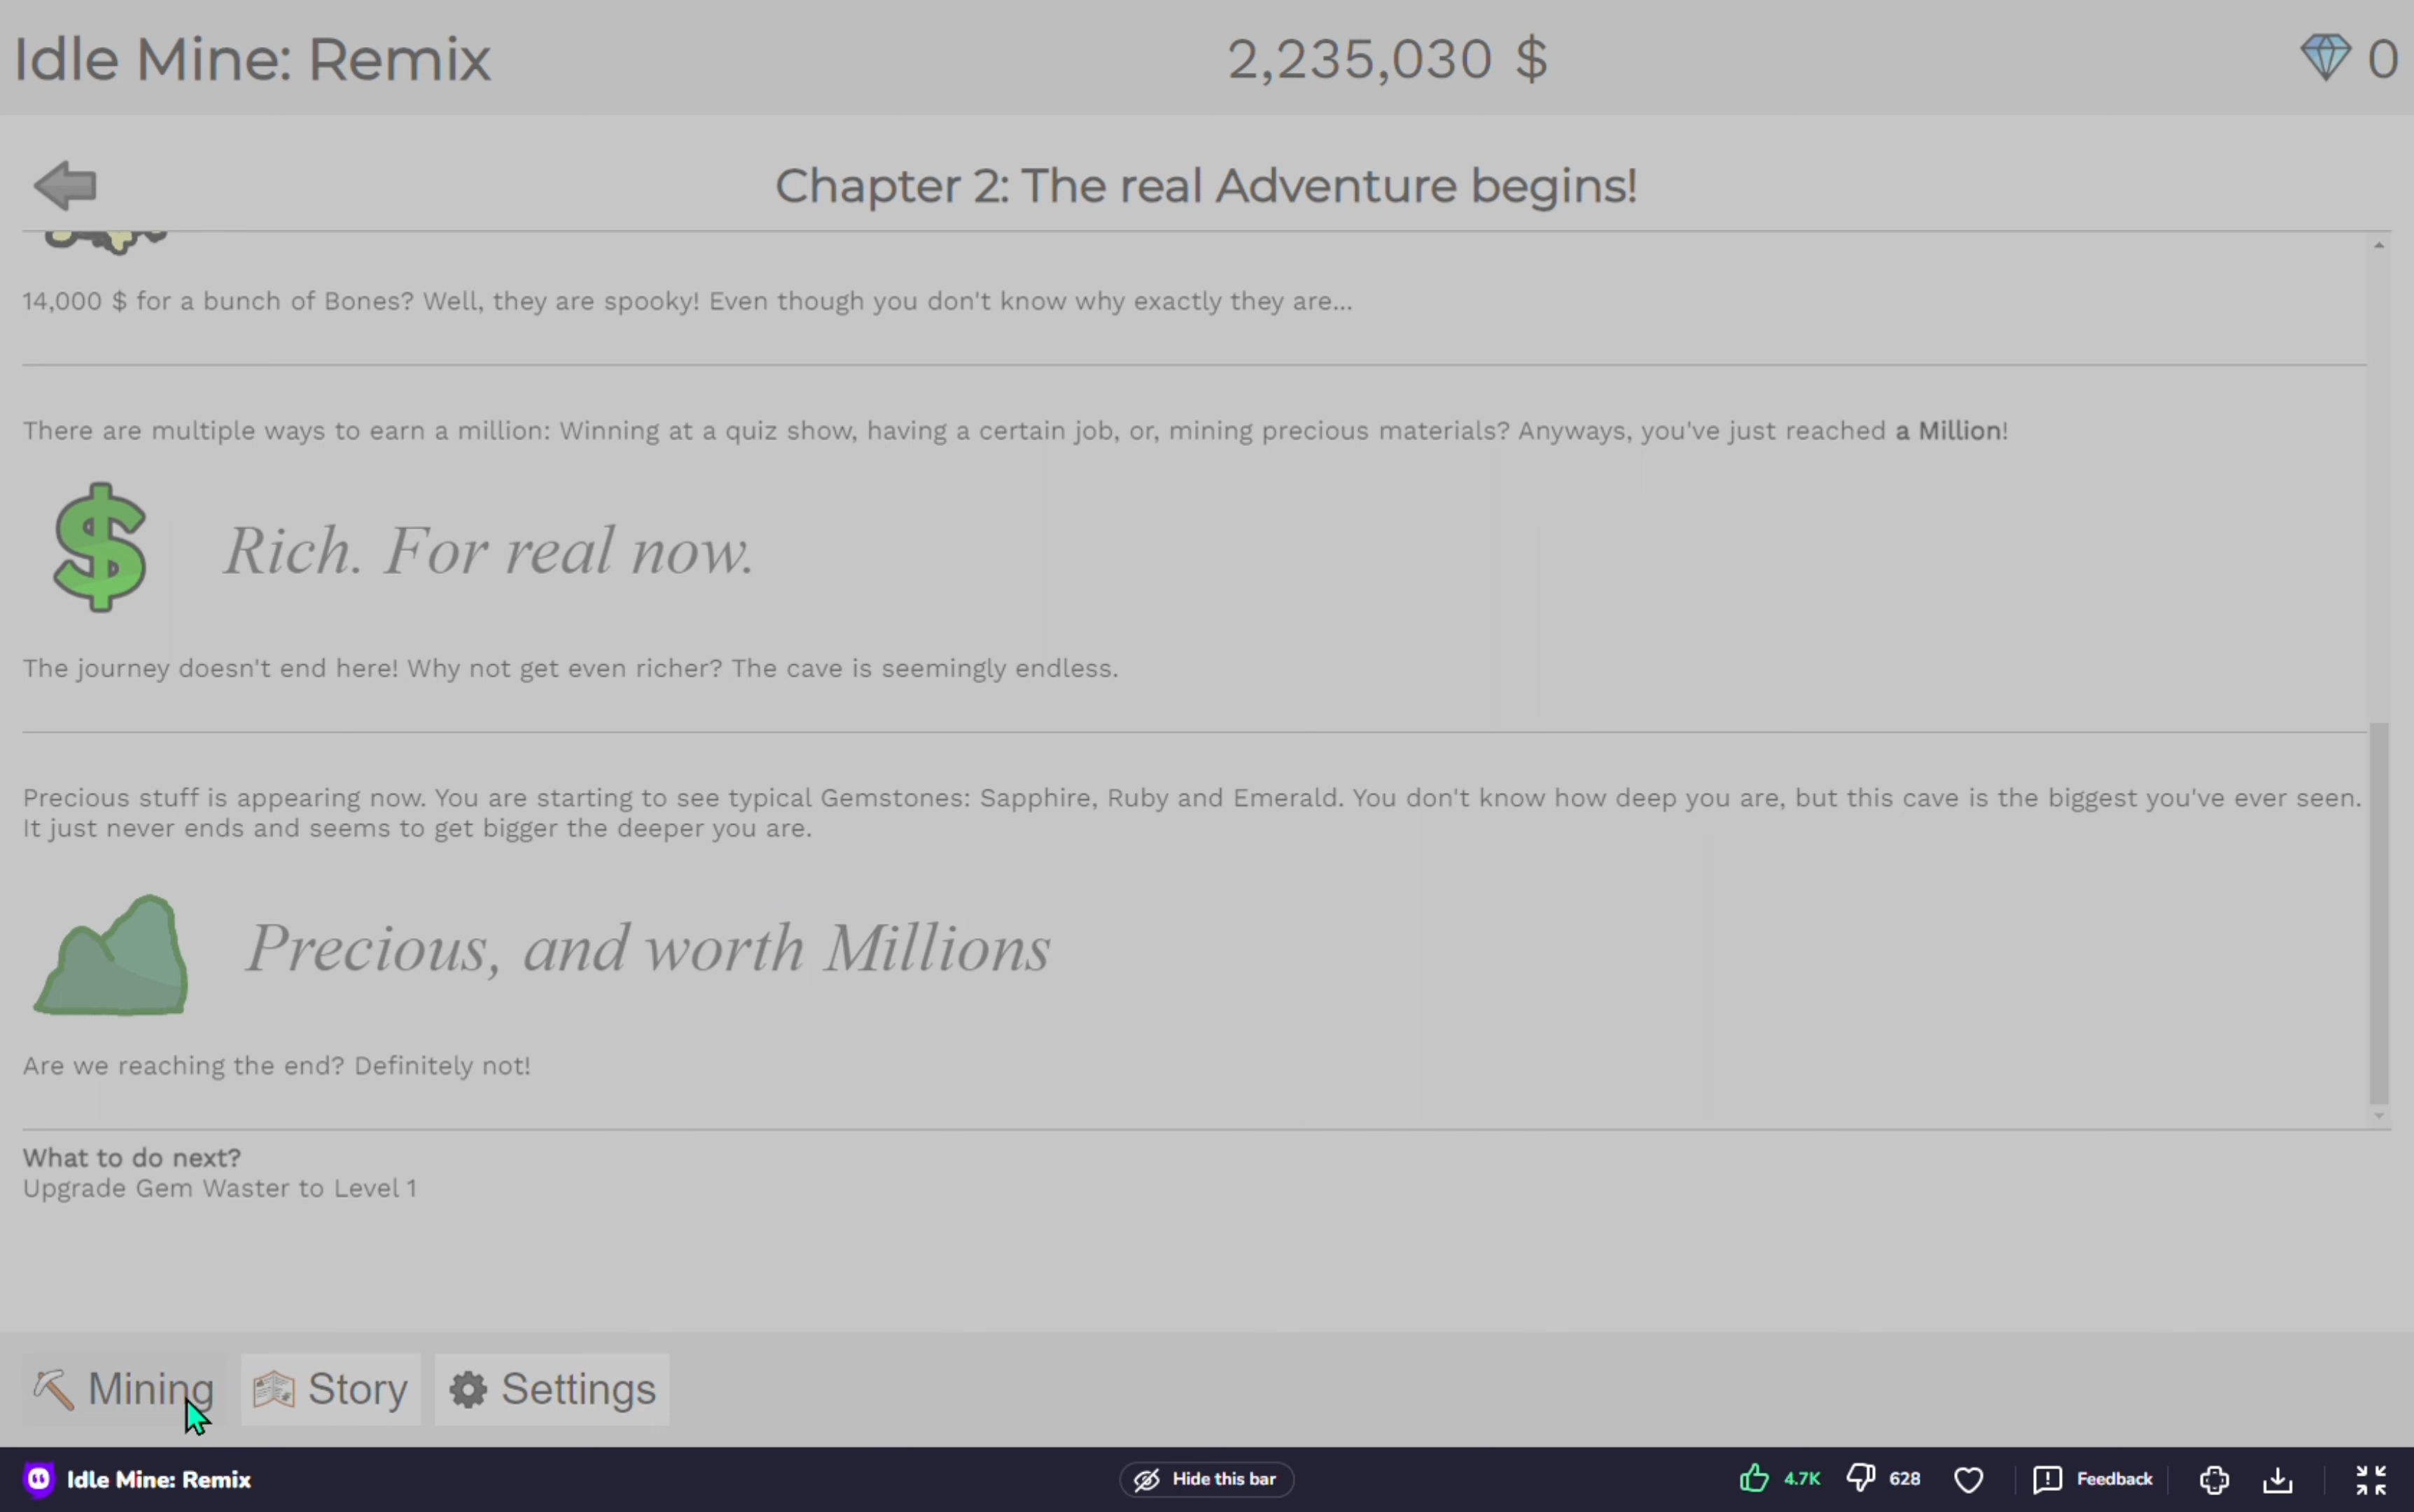 Idle Mine: Remix
2,235,030 $
0
Chapter 2: The real Adventure begins!
14,000 $ for a bunch of Bones? Well, they are spooky! Even though you don't know why exactly they are...
There are multiple ways to earn a million: Winning at a quiz show, having a certain job, or, mining precious materials? Anyways, you've just reached a Million!
Rich. For real now.
The journey doesn't end here! Why not get even richer? The cave is seemingly endless.
Precious stuff is appearing now. You are starting to see typical Gemstones: Sapphire, Ruby and Emerald. You don't know how deep you are, but this cave is the biggest you've ever seen.
It just never ends and seems to get bigger the deeper you are.
Precious, and worth Millions
Are we reaching the end? Definitely not!
What to do next?
Upgrade Gem Waster to Level 1
Mining Story Settings
Idle Mine: Remix Hide this bar 4.7K 628 Feedback